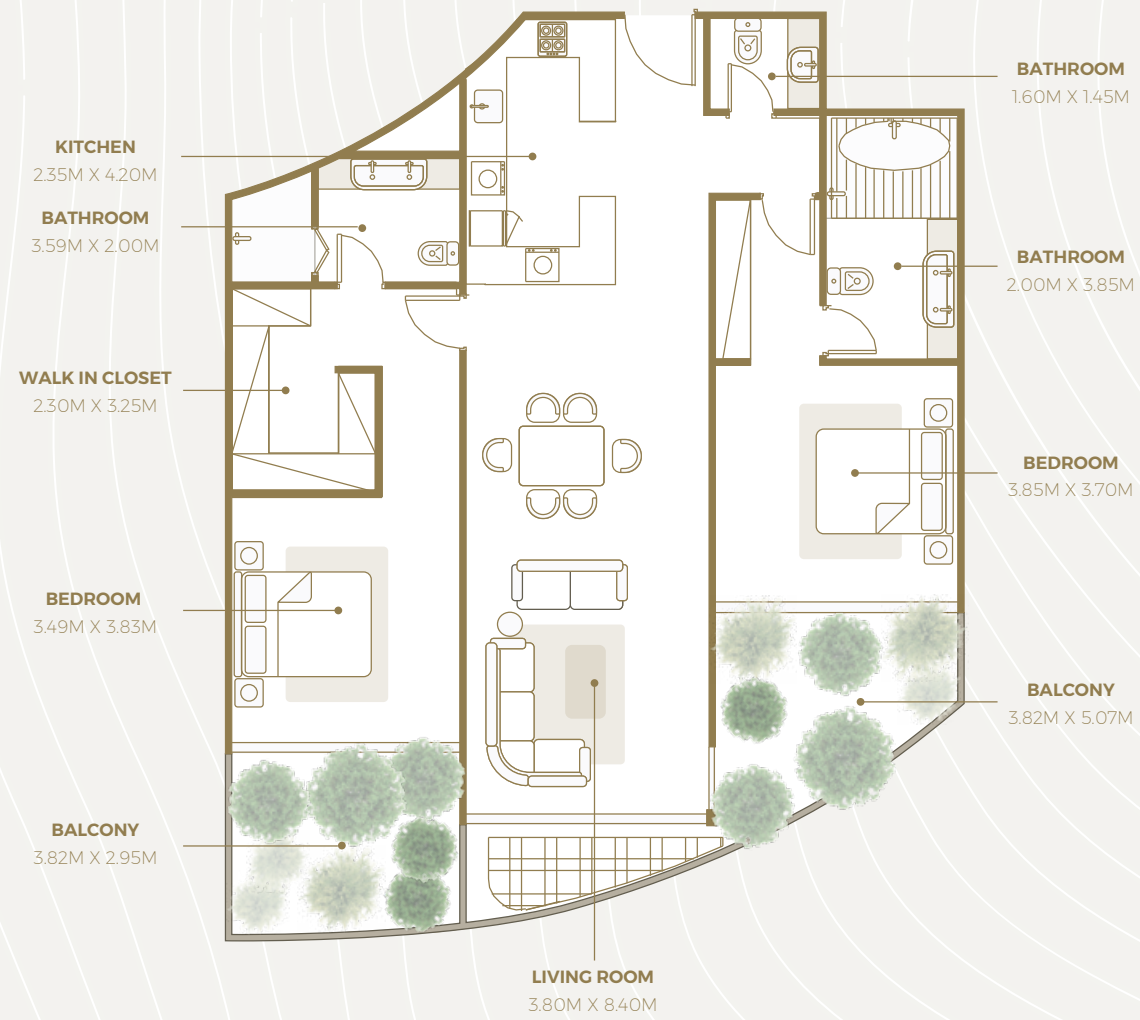 BATHROOM
1.60M X 1.45M
KITCHEN
2.35M X 4.20M
BATHROOM
3.59M X 2.00M
BATHROOM
2.00M X 3.85M
WALK IN CLOSET
2.30M X 3.25M
BEDROOM
3.85M X 3.70M
BEDROOM
3.49M X 3.83M
BALCONY
3.82M X 5.07M
BALCONY
3.82M X 2.95M
LIVING ROOM
3.80M X 8.40M